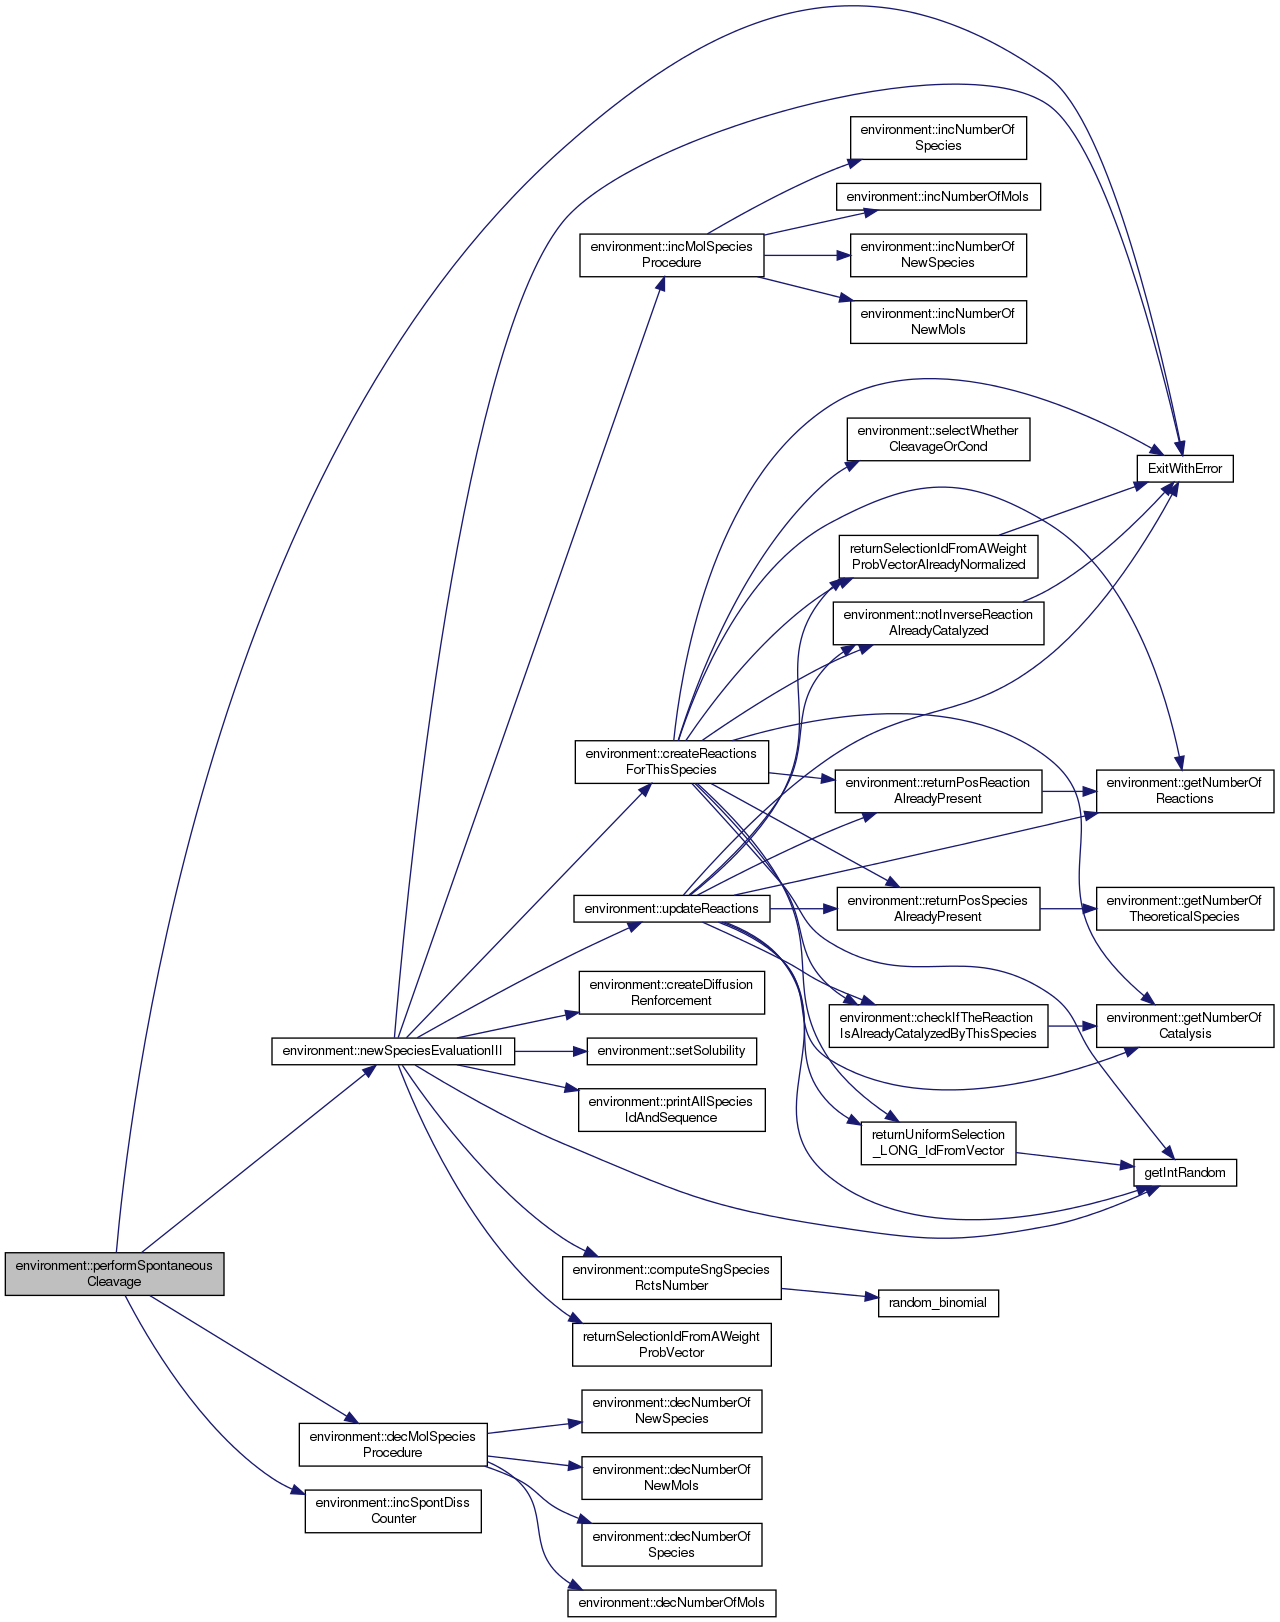 environment::incNumberOf
Species
environment::incNumberOfMols
environment::incMolSpecies
Procedure
environment::incNumberOf
NewSpecies
environment::incNumberOf
NewMols
environment::selectWhether
CleavageOrCond
ExitWithError
returnSelectionIdFromAWeight
ProbVectorAlreadyNormalized
environment::notInverseReaction
AlreadyCatalyzed
environment::createReactions
ForThisSpecies
environment::returnPosReaction
AlreadyPresent
environment::getNumberOf
Reactions
environment::updateReactions
environment::returnPosSpecies
AlreadyPresent
environment::getNumberOf
TheoreticalSpecies
environment::createDiffusion
Renforcement
environment::checkIfTheReaction
IsAlreadyCatalyzedByThisSpecies
environment::getNumberOf
Catalysis
environment::newSpeciesEvaluationIII
environment::setSolubility
environment::printAllSpecies
IdAndSequence
returnUniformSelection
_LONG_IdFromVector
getIntRandom
environment::performSpontaneous
Cleavage
environment::computeSngSpecies
RctsNumber
random_binomial
returnSelectionIdFromAWeight
ProbVector
environment::decNumberOf
NewSpecies
environment::decMolSpecies
Procedure
environment::decNumberOf
NewMols
environment::incSpontDiss
Counter
environment::decNumberOf
Species
environment::decNumberOfMols